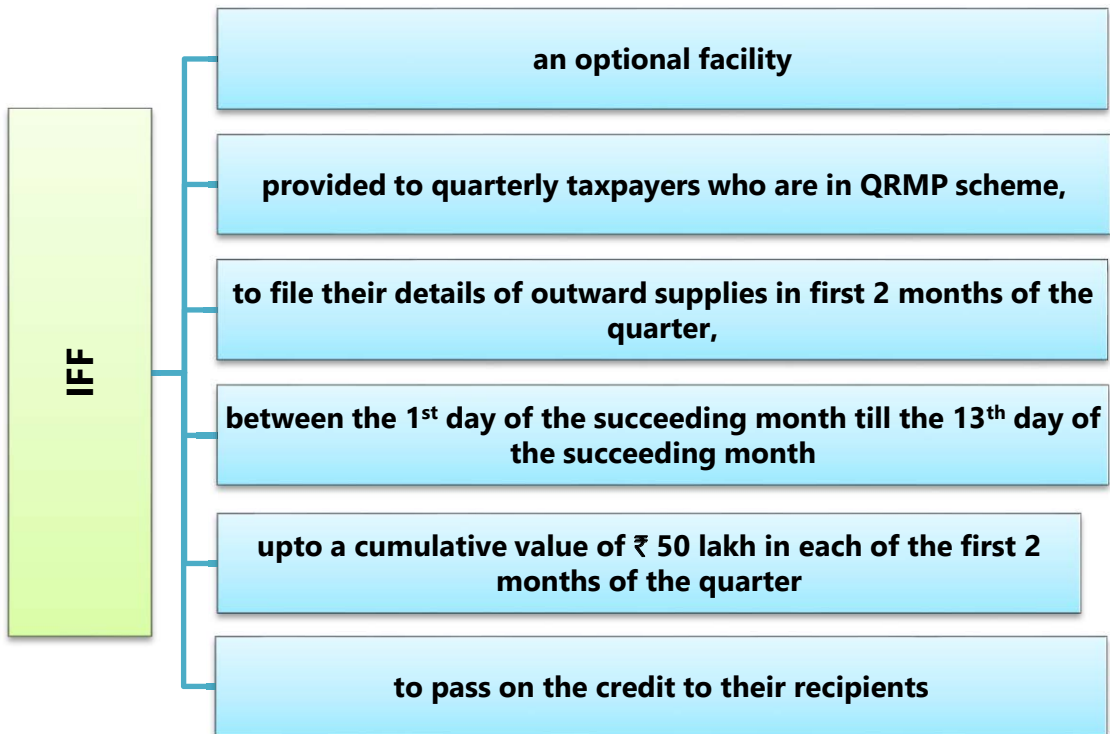 IFF
an optional facility
provided to quarterly taxpayers who are in QRMP scheme,
to file their details of outward supplies in first 2 months of the
quarter,
between the 1st day of the succeeding month till the 13th day of
the succeeding month
upto a cumulative value of ₹ 50 lakh in each of the first 2
months of the quarter
to pass on the credit to their recipients